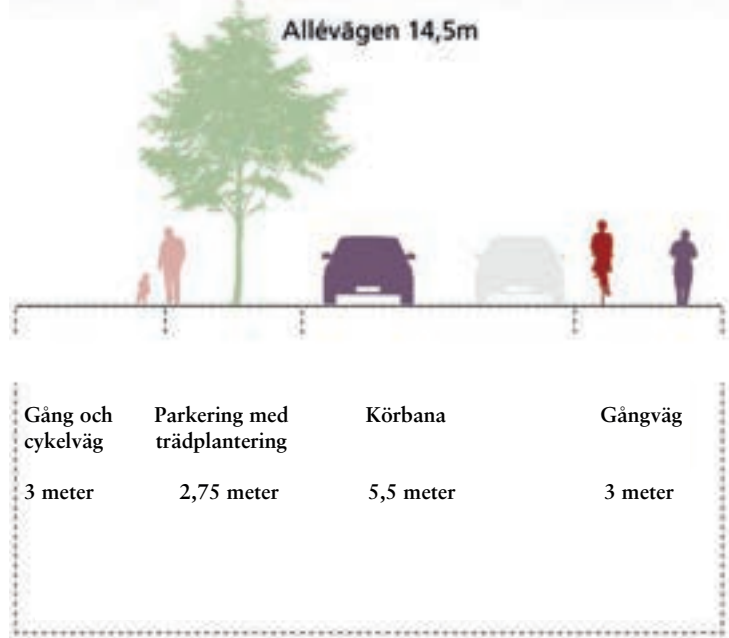 Allévägen 14,5m
Gång och
cykelväg
Parkering med
trädplantering
Körbana
Gångväg
3 meter
2,75 meter
5,5 meter
3 meter